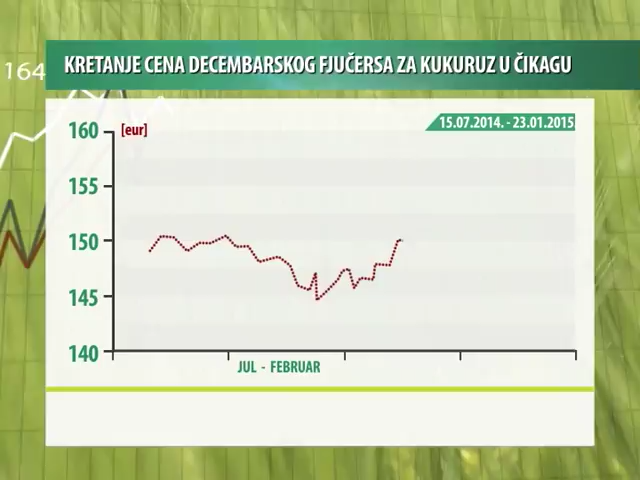 164
KRETANJE CENA DECEMBARSKOG FJUČERSA ZA KUKURUZ U ČIKAGU
160
[eur]
15.07.2014. - 23.01.2015
155
150
145
140
JUL - FEBRUAR